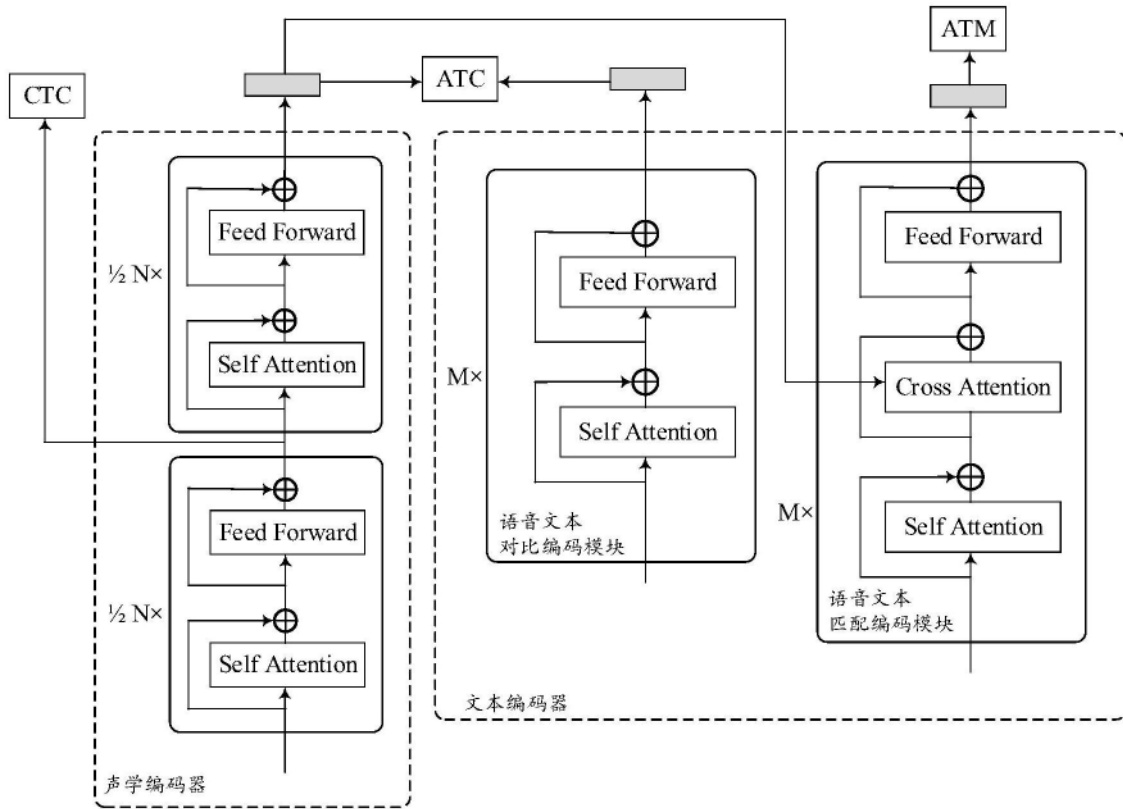 CTC
ATC
ATM
½ N×
Feed Forward
Self Attention
½ N×
Feed Forward
Self Attention
声学编码器
M×
Feed Forward
Self Attention
语音文本
对比编码模块
M×
Feed Forward
Cross Attention
Self Attention
语音文本
匹配编码模块
文本编码器